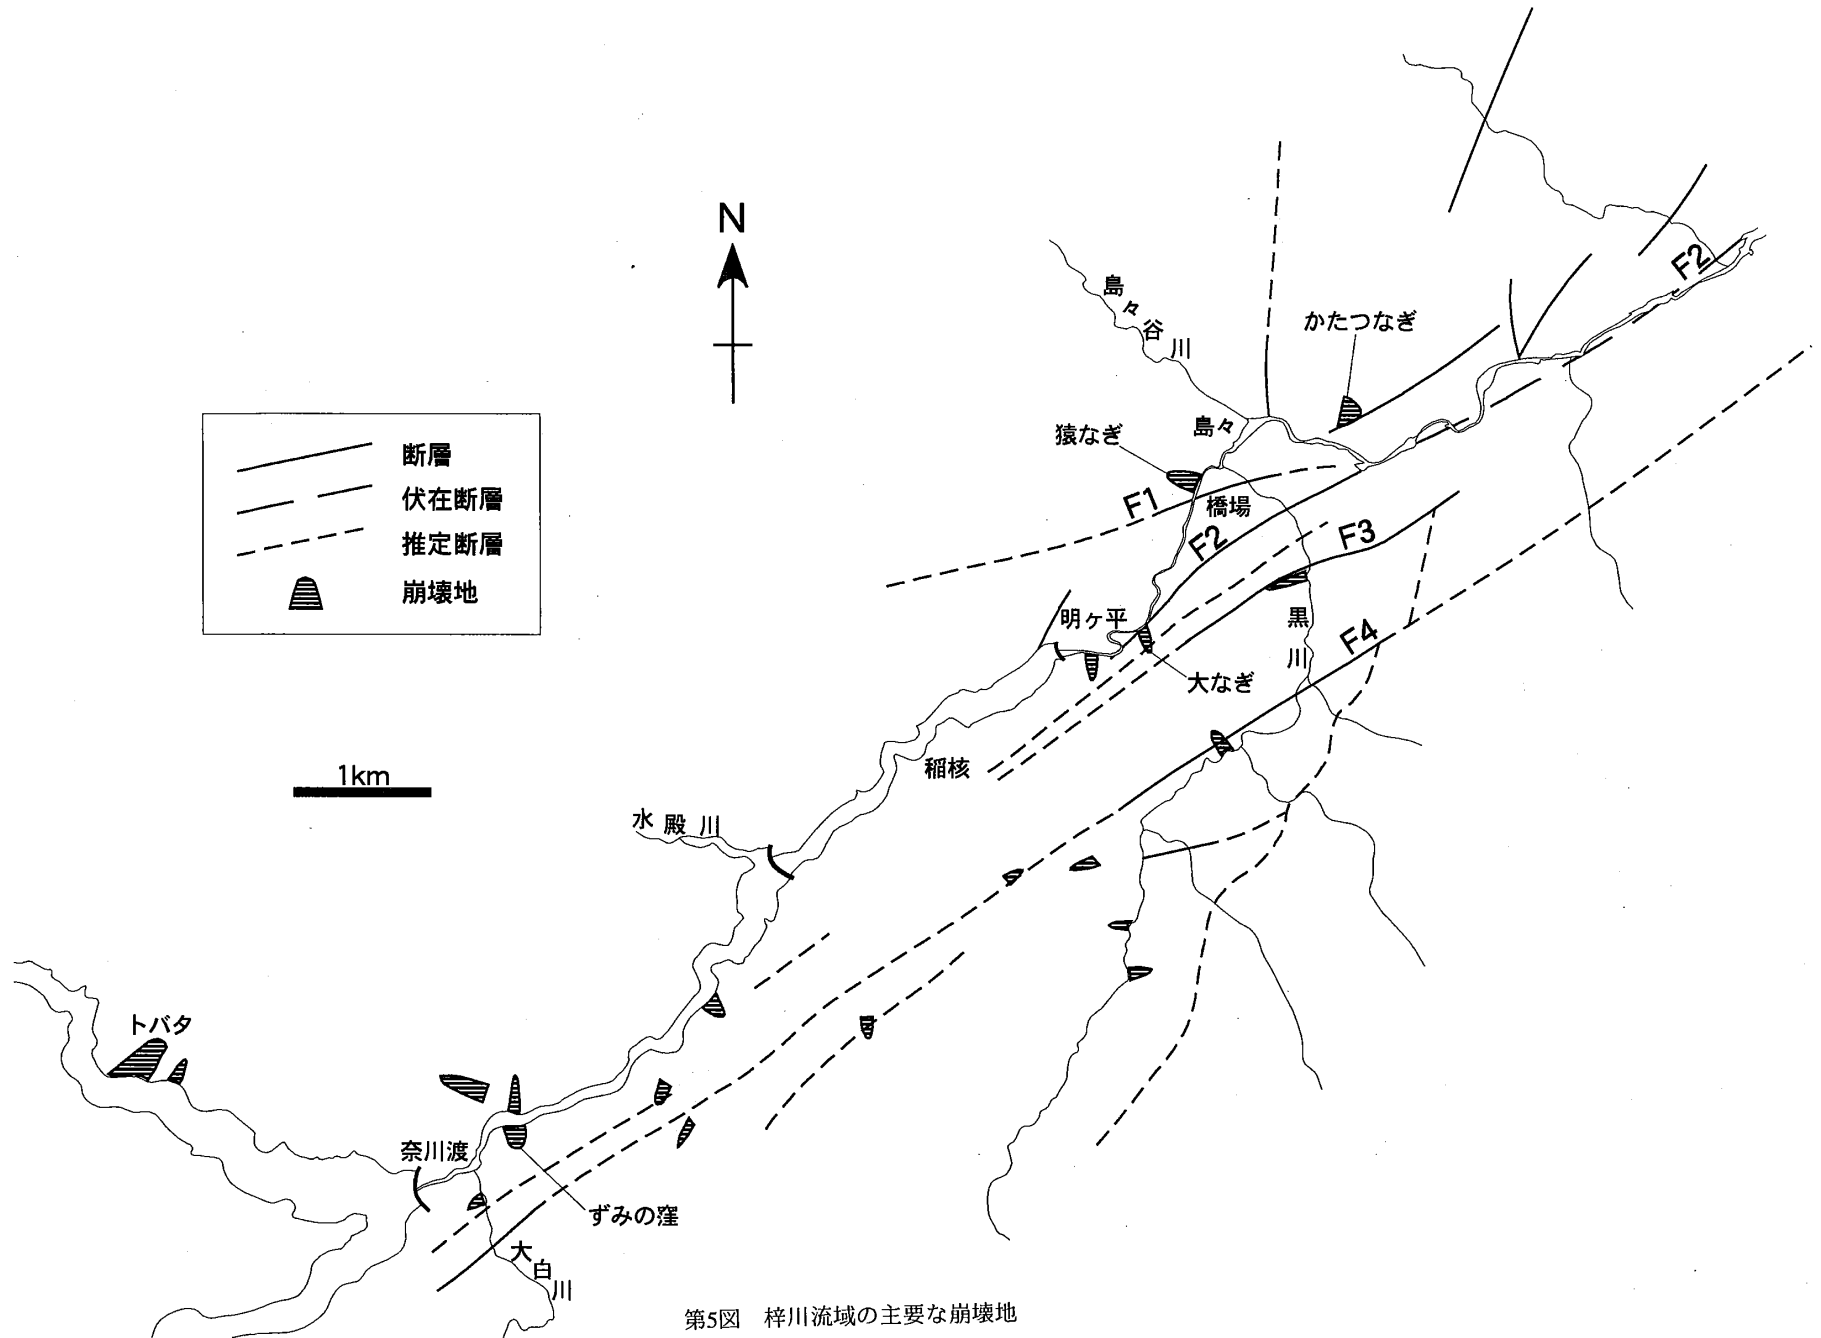 N
島々谷川
F2
かたつなぎ
断層
伏在断層
推定断層
崩壊地
猿なぎ
島々
F1
橋場
F2
F3
明ヶ平
黒川
F4
大なぎ
稲核
1km
水殿川
トバタ
奈川渡
ずみの窪
大白川
第5図　梓川流域の主要な崩壊地